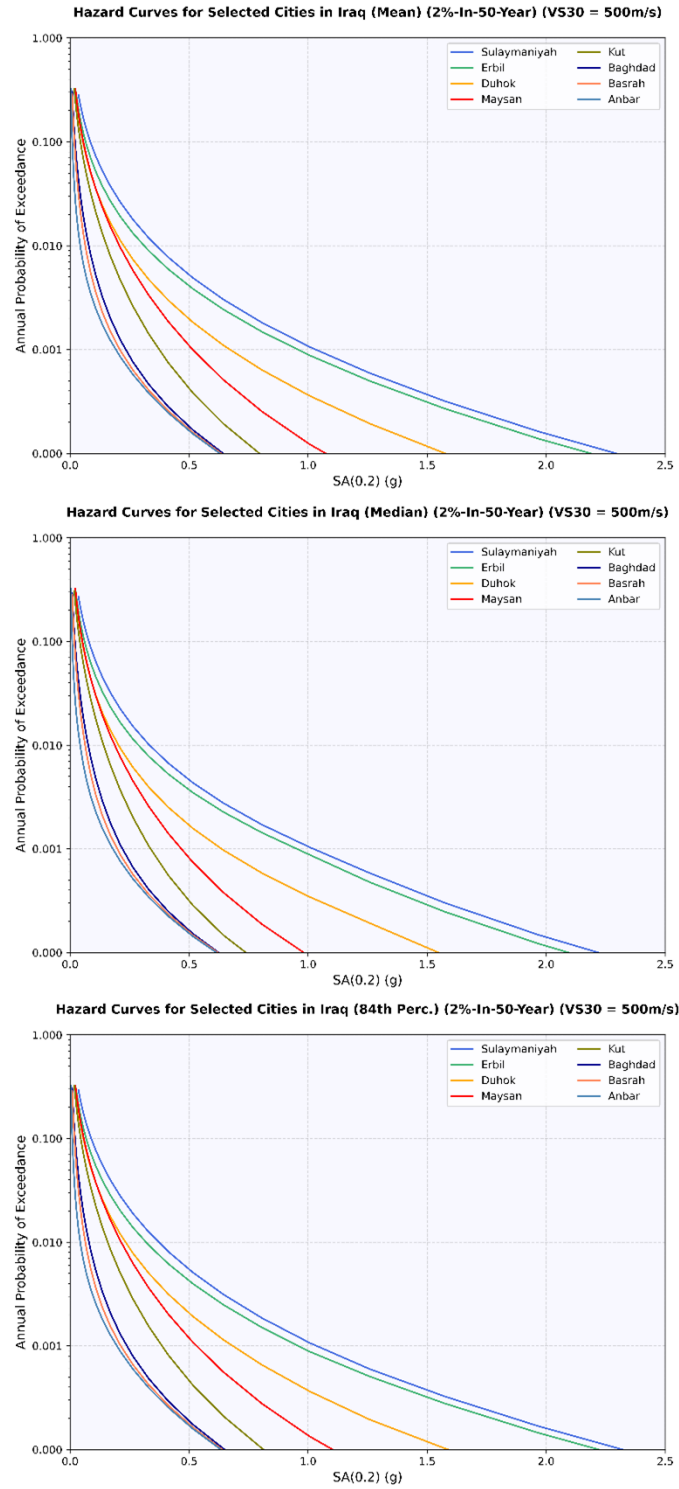 Hazard Curves for Selected Cities in Iraq (Mean) (2%-In-50-Year) (VS30 = 500m/s)
1.000
0.100
0.010
0.001
0.000
Annual Probability of Exceedance
Sulaymaniyah
Erbil
Duhok
Maysan
Kut
Baghdad
Basrah
Anbar
0.0 0.5 1.0 1.5 2.0 2.5
SA(0.2) (g)
Hazard Curves for Selected Cities in Iraq (Median) (2%-In-50-Year) (VS30 = 500m/s)
1.000
0.100
0.010
0.001
0.000
Annual Probability of Exceedance
Sulaymaniyah
Erbil
Duhok
Maysan
Kut
Baghdad
Basrah
Anbar
0.0 0.5 1.0 1.5 2.0 2.5
SA(0.2) (g)
Hazard Curves for Selected Cities in Iraq (84th Perc.) (2%-In-50-Year) (VS30 = 500m/s)
1.000
0.100
0.010
0.001
0.000
Annual Probability of Exceedance
Sulaymaniyah
Erbil
Duhok
Maysan
Kut
Baghdad
Basrah
Anbar
0.0 0.5 1.0 1.5 2.0 2.5
SA(0.2) (g)